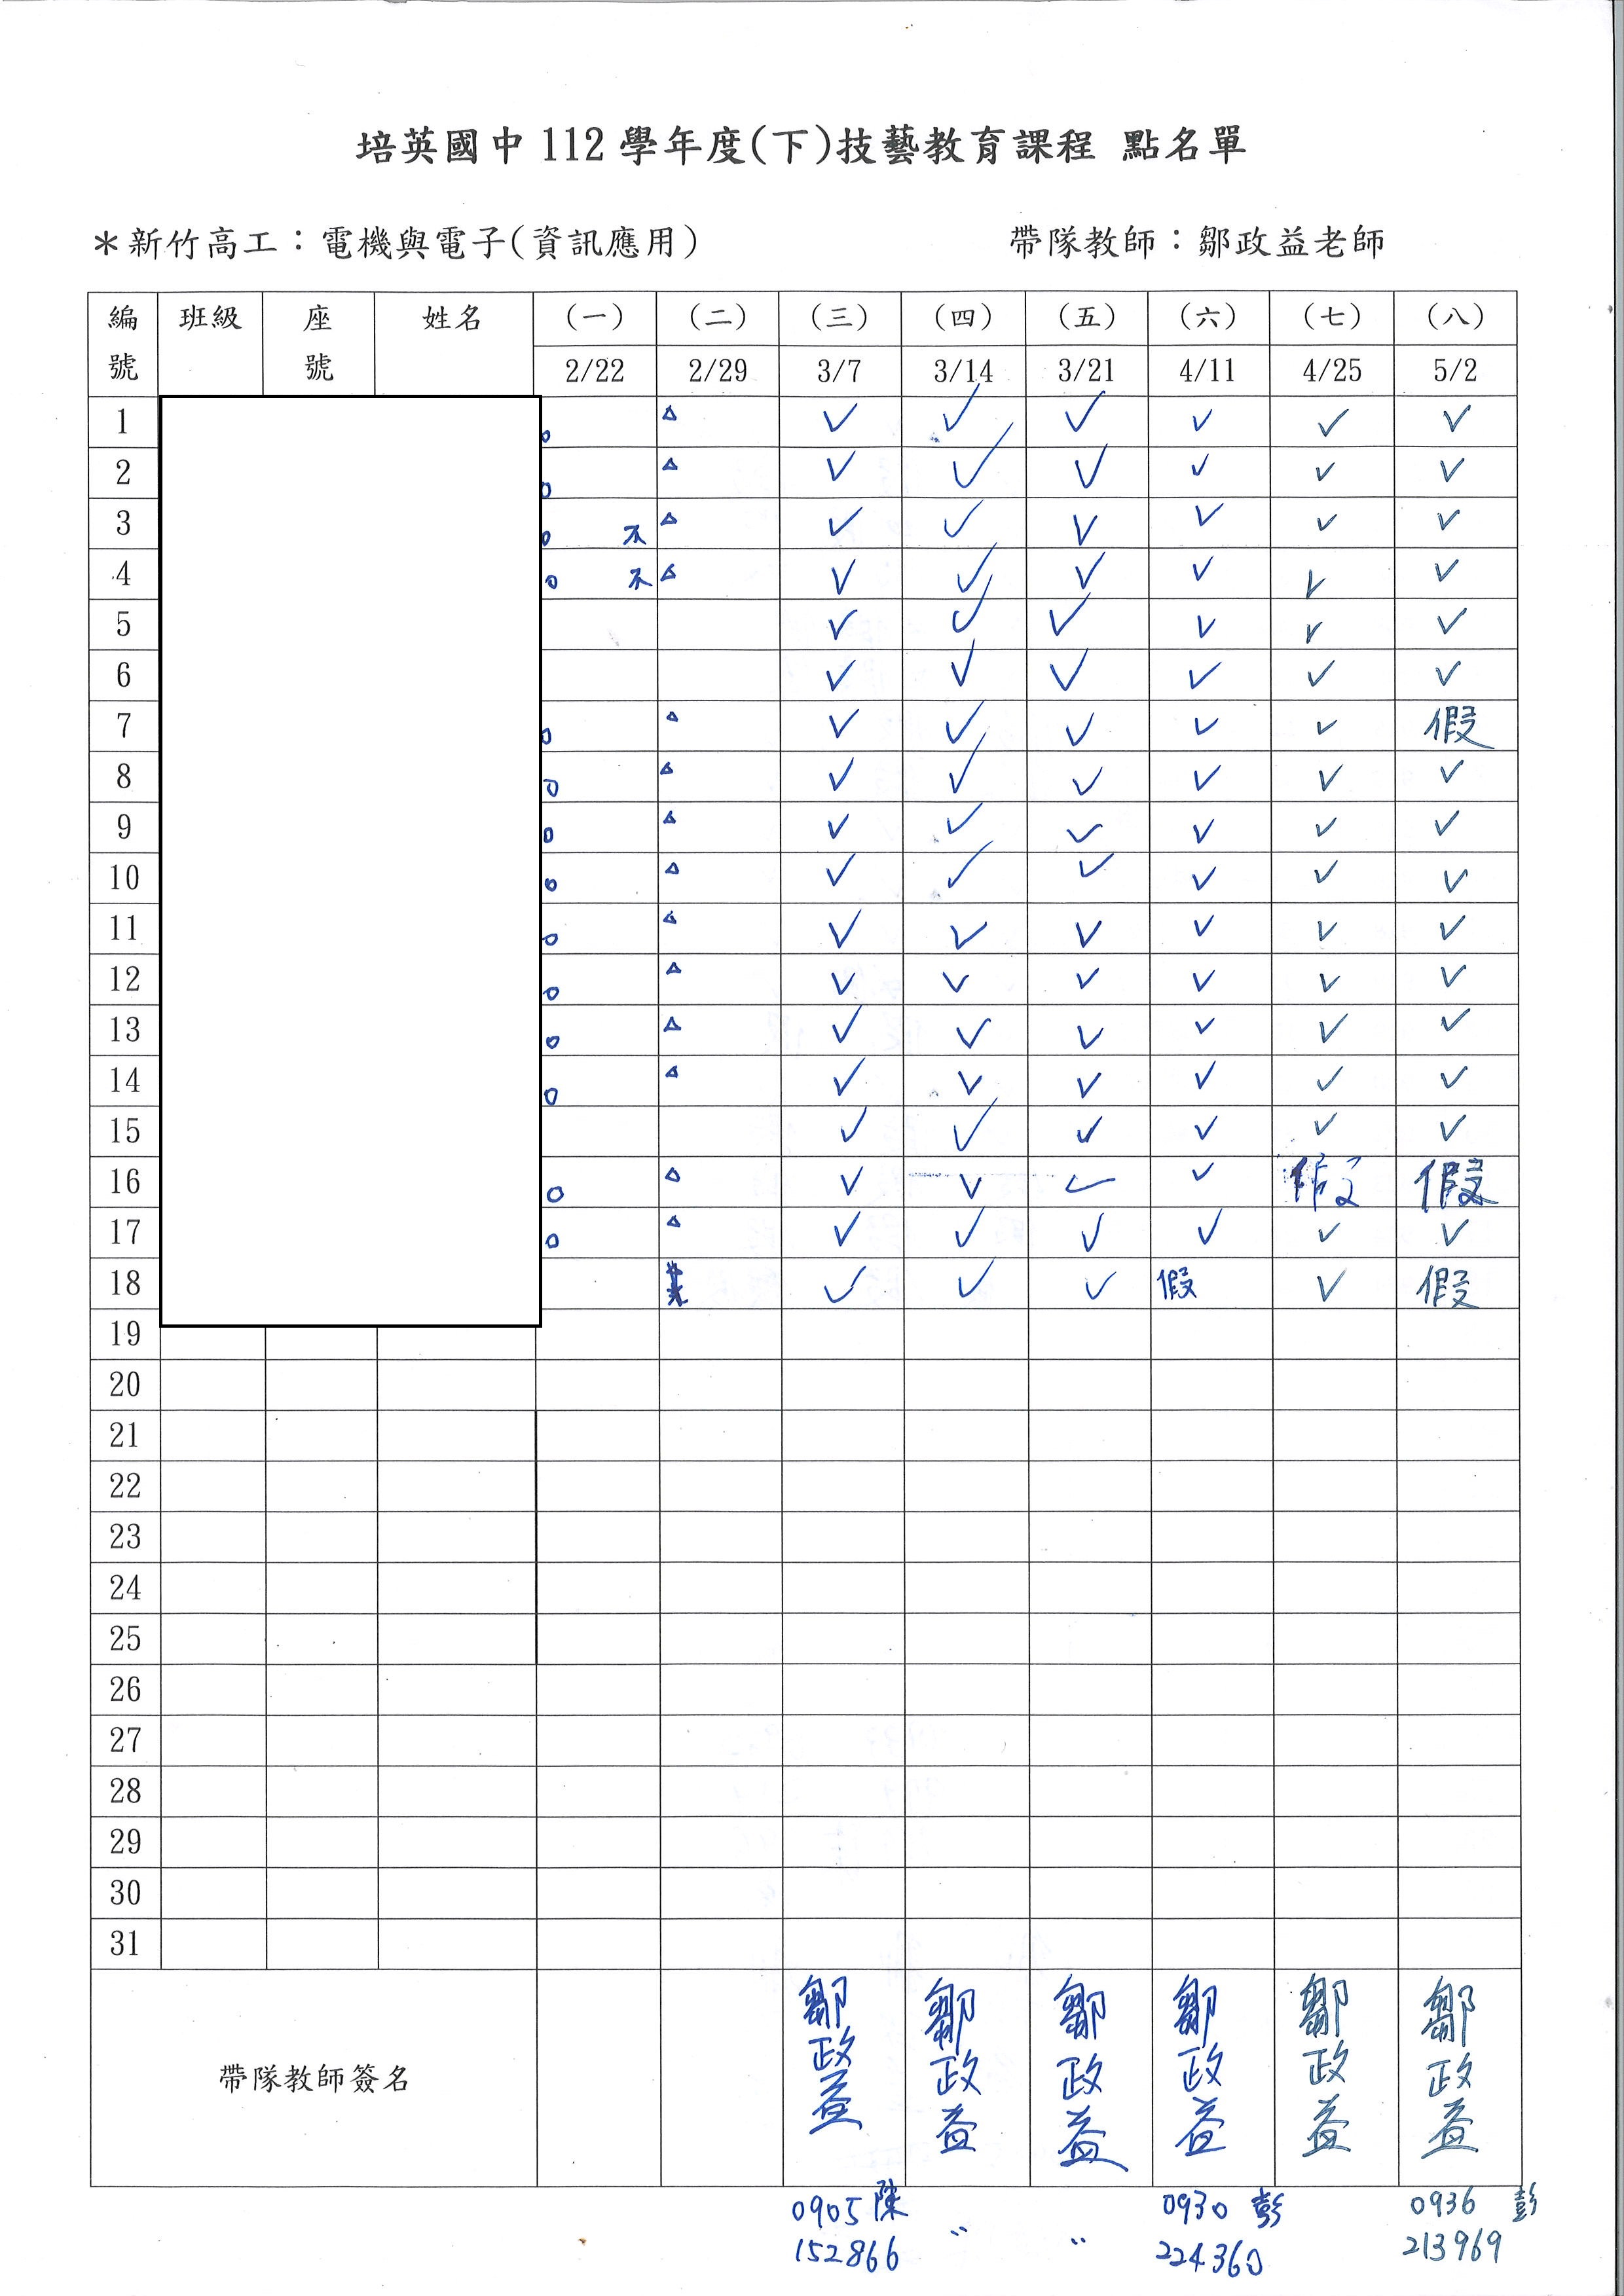 培英國中 112 學年度(下)技藝教育課程 點名單
＊新竹高工：電機與電子(資訊應用) 帶隊教師：鄒政益老師
編號 班級 座號 姓名 (一) (二) (三) (四) (五) (六) (七) (八)
2/22 2/29 3/7 3/14 3/21 4/11 4/25 5/2
1 △ ✓ ✓ ✓ ✓ ✓ ✓
2 △ ✓ ✓ ✓ ✓ ✓ ✓
3 不 △ ✓ ✓ ✓ ✓ ✓ ✓
4 不 △ ✓ ✓ ✓ ✓ ✓ ✓
5 ✓ ✓ ✓ ✓ ✓ ✓
6 ✓ ✓ ✓ ✓ ✓ ✓
7 △ ✓ ✓ ✓ ✓ ✓ 假
8 △ ✓ ✓ ✓ ✓ ✓ ✓
9 △ ✓ ✓ ✓ ✓ ✓ ✓
10 △ ✓ ✓ ✓ ✓ ✓ ✓
11 △ ✓ ✓ ✓ ✓ ✓ ✓
12 △ ✓ ✓ ✓ ✓ ✓ ✓
13 △ ✓ ✓ ✓ ✓ ✓ ✓
14 △ ✓ ✓ ✓ ✓ ✓ ✓
15 ✓ ✓ ✓ ✓ ✓ ✓
16 △ ✓ ✓ ✓ ✓ 假 假
17 △ ✓ ✓ ✓ ✓ ✓ ✓
18 ✓ ✓ ✓ 假 ✓ 假
19
20
21
22
23
24
25
26
27
28
29
30
31
帶隊教師簽名 鄒政益 鄒政益 鄒政益 鄒政益 鄒政益 鄒政益
0905 陳 〃 〃 0930 彭 0936 彭
152866 224360 213969